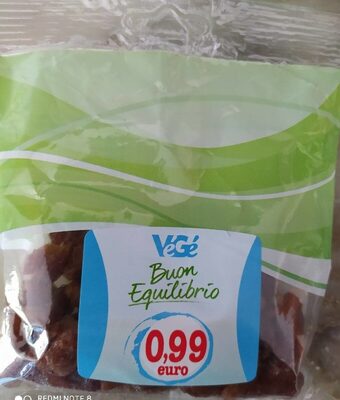 VéGé
Buon
Equilibrio
0,99
euro
REDMI NOTE 8